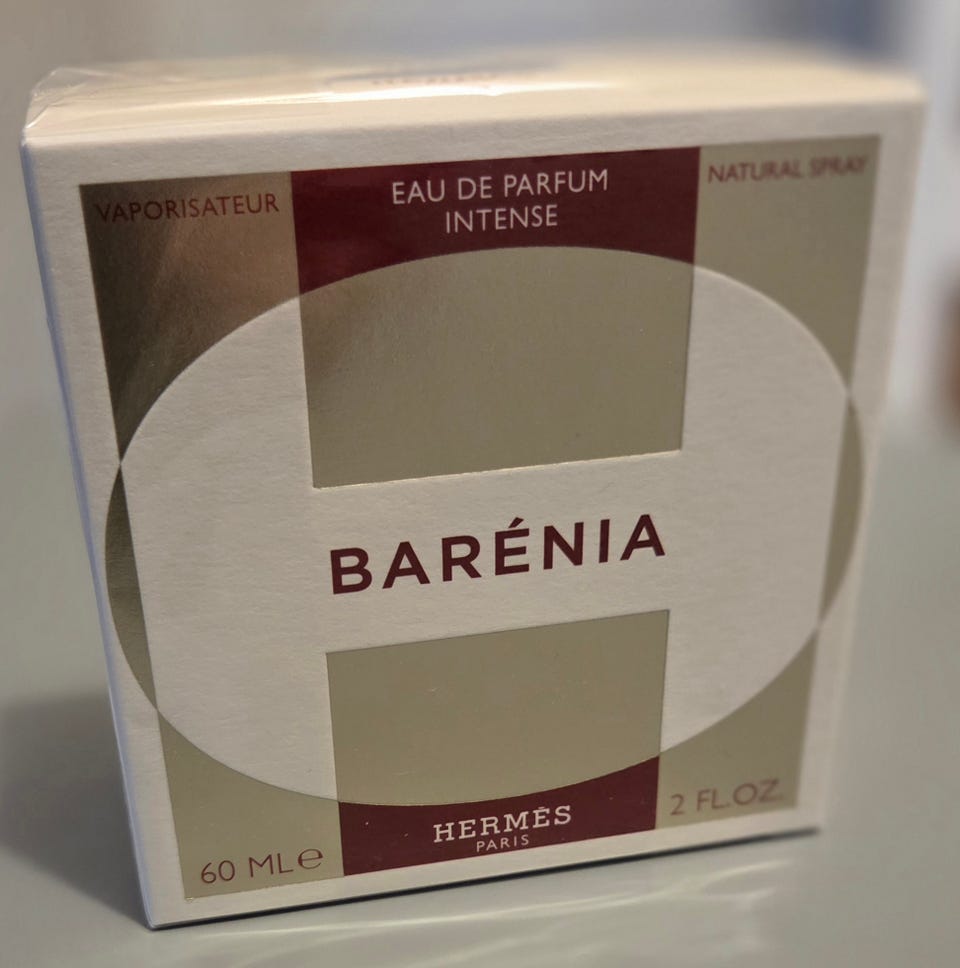 VAPORISATEUR
EAU DE PARFUM
INTENSE
NATURAL SPRAY
BARÉNIA
HERMÈS
PARIS
60 ML℮
2 FL.OZ.